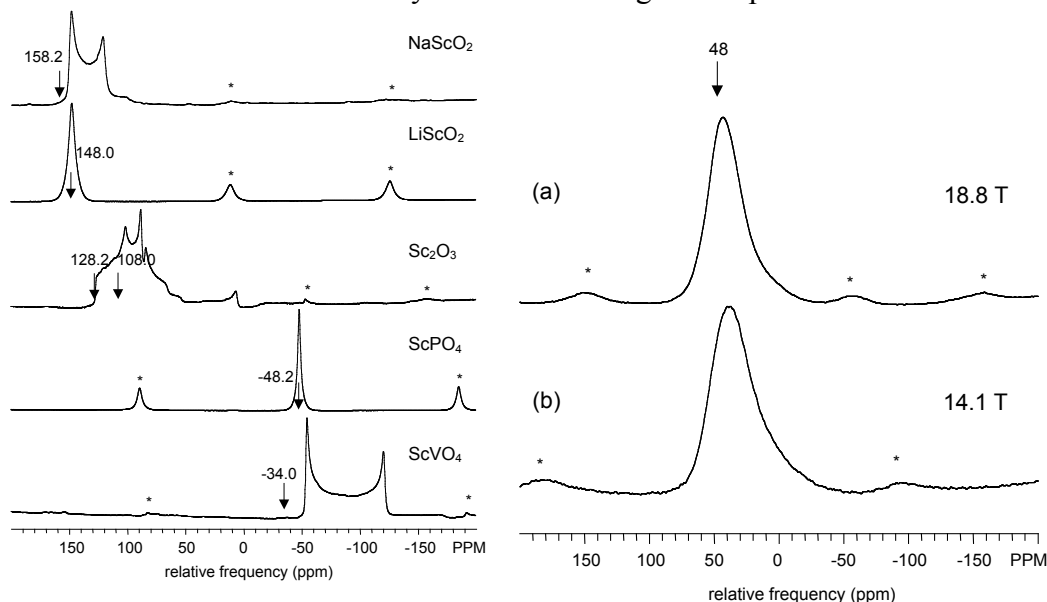 NaScO₂
158.2
*
*
LiScO₂
148.0
*
*
Sc₂O₃
128.2 108.0
*
*
ScPO₄
*
-48.2
*
ScVO₄
-34.0
*
*
150 100 50 0 -50 -100 -150 PPM
relative frequency (ppm)
48
(a)
18.8 T
*
*
*
(b)
14.1 T
*
*
150 100 50 0 -50 -100 -150 PPM
relative frequency (ppm)